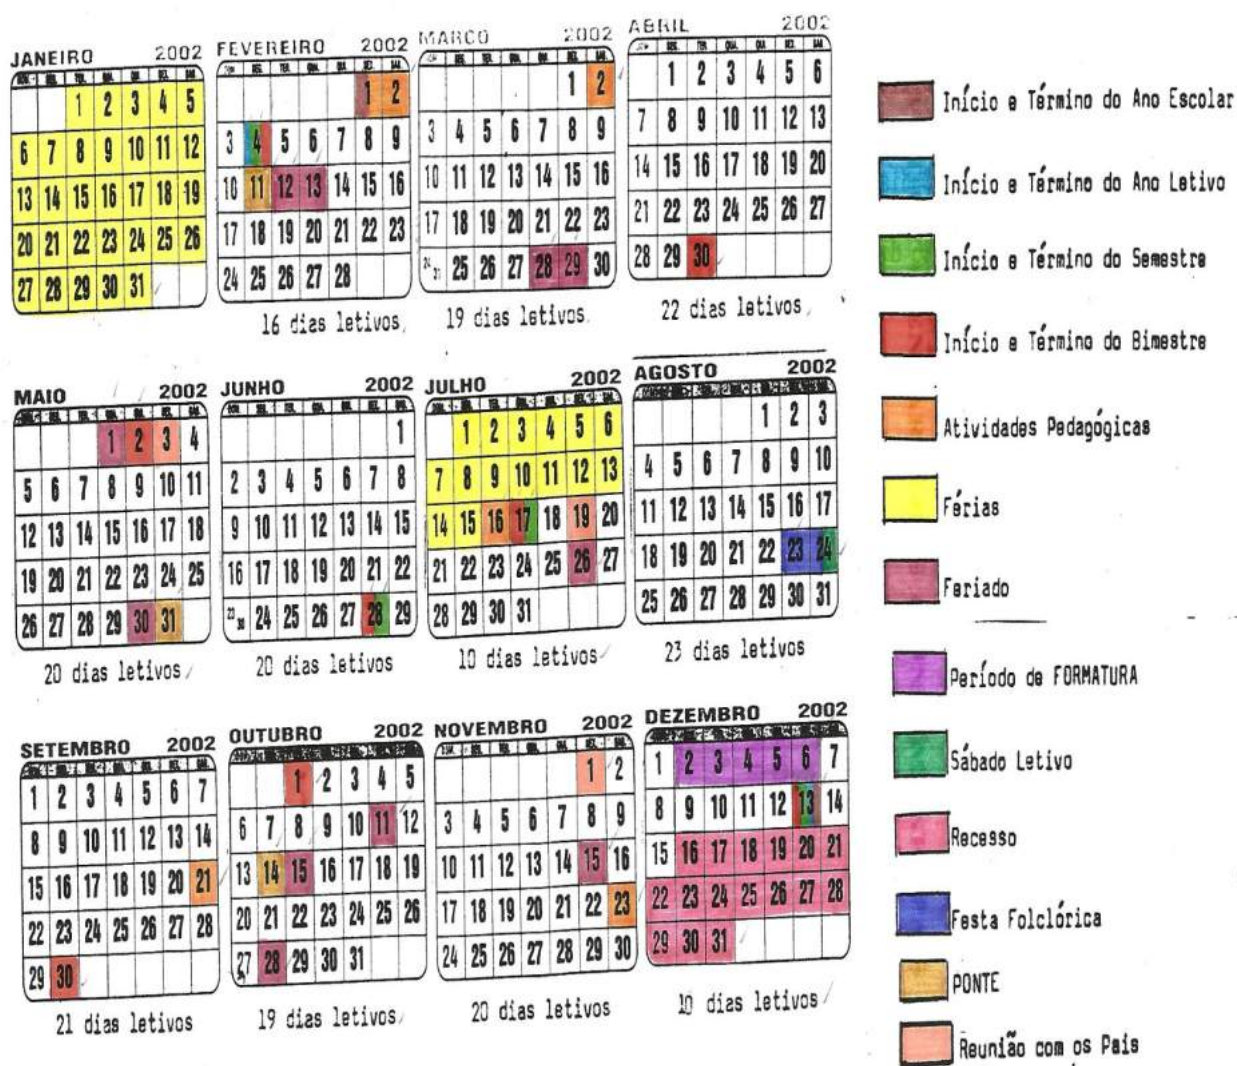 JANEIRO 2002
1 2 3 4 5
6 7 8 9 10 11 12
13 14 15 16 17 18 19
20 21 22 23 24 25 26
27 28 29 30 31
FEVEREIRO 2002
1 2
3 4 5 6 7 8 9
10 11 12 13 14 15 16
17 18 19 20 21 22 23
24 25 26 27 28
16 dias letivos
MARCO 2002
1 2
3 4 5 6 7 8 9
10 11 12 13 14 15 16
17 18 19 20 21 22 23
24 31 25 26 27 28 29 30
19 dias letivos
ABRIL 2002
DOM. SEG. TER. QUA. QUI. SEX. SÁB.
1 2 3 4 5 6
7 8 9 10 11 12 13
14 15 16 17 18 19 20
21 22 23 24 25 26 27
28 29 30
22 dias letivos
MAIO 2002
1 2 3 4
5 6 7 8 9 10 11
12 13 14 15 16 17 18
19 20 21 22 23 24 25
26 27 28 29 30 31
20 dias letivos
JUNHO 2002
1
2 3 4 5 6 7 8
9 10 11 12 13 14 15
16 17 18 19 20 21 22
23 30 24 25 26 27 28 29
20 dias letivos
JULHO 2002
1 2 3 4 5 6
7 8 9 10 11 12 13
14 15 16 17 18 19 20
21 22 23 24 25 26 27
28 29 30 31
10 dias letivos
AGOSTO 2002
1 2 3
4 5 6 7 8 9 10
11 12 13 14 15 16 17
18 19 20 21 22 23 24
25 26 27 28 29 30 31
23 dias letivos
SETEMBRO 2002
1 2 3 4 5 6 7
8 9 10 11 12 13 14
15 16 17 18 19 20 21
22 23 24 25 26 27 28
29 30
21 dias letivos
OUTUBRO 2002
1 2 3 4 5
6 7 8 9 10 11 12
13 14 15 16 17 18 19
20 21 22 23 24 25 26
27 28 29 30 31
19 dias letivos
NOVEMBRO 2002
1 2
3 4 5 6 7 8 9
10 11 12 13 14 15 16
17 18 19 20 21 22 23
24 25 26 27 28 29 30
20 dias letivos
DEZEMBRO 2002
1 2 3 4 5 6 7
8 9 10 11 12 13 14
15 16 17 18 19 20 21
22 23 24 25 26 27 28
29 30 31
10 dias letivos
Início e Término do Ano Escolar
Início e Término do Ano Letivo
Início e Término do Semestre
Início e Término do Bimestre
Atividades Pedagógicas
Férias
Feriado
Período de FORMATURA
Sábado Letivo
Recesso
Festa Folclórica
PONTE
Reunião com os Pais